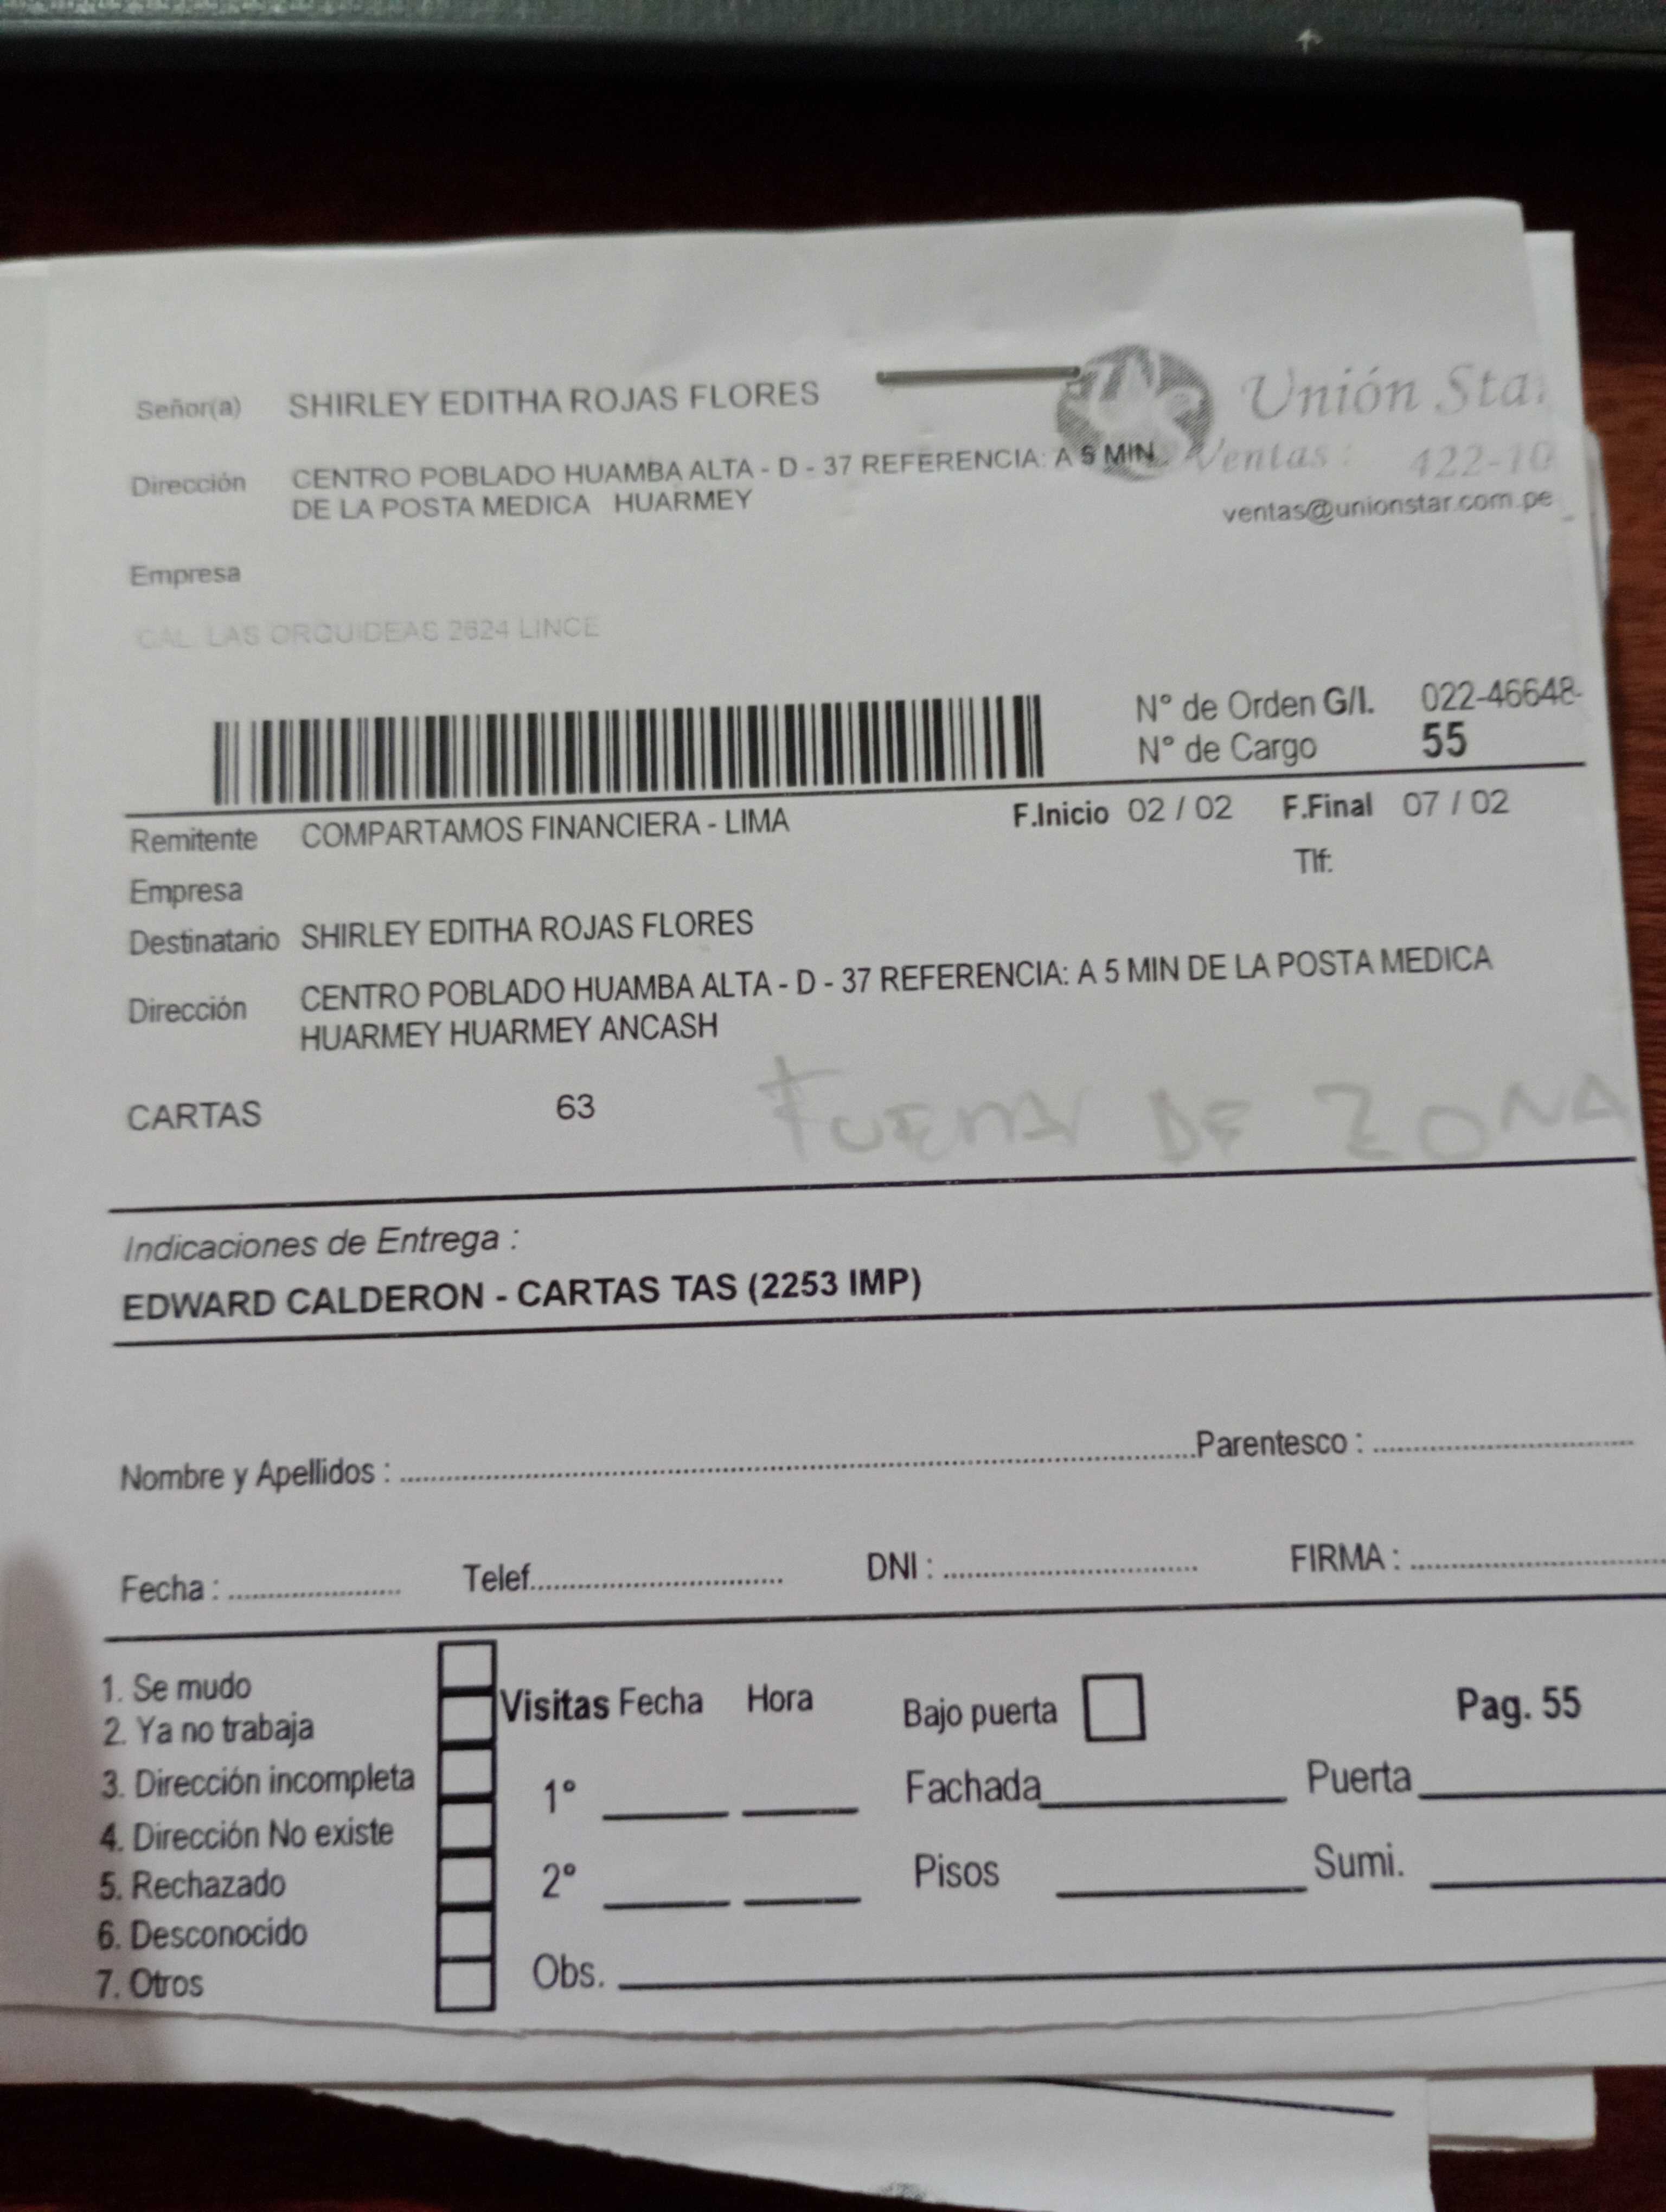 Señor(a) SHIRLEY EDITHA ROJAS FLORES
Unión Star
Dirección CENTRO POBLADO HUAMBA ALTA - D - 37 REFERENCIA: A 5 MIN
DE LA POSTA MEDICA HUARMEY
Ventas : 422-10
ventas@unionstar.com.pe
Empresa
CAL. LAS ORQUIDEAS 2624 LINCE
N° de Orden G/I. 022-46648-
N° de Cargo 55
Remitente COMPARTAMOS FINANCIERA - LIMA F.Inicio 02 / 02 F.Final 07 / 02
Tlf:
Empresa
Destinatario SHIRLEY EDITHA ROJAS FLORES
Dirección CENTRO POBLADO HUAMBA ALTA - D - 37 REFERENCIA: A 5 MIN DE LA POSTA MEDICA
HUARMEY HUARMEY ANCASH
CARTAS 63 FUERA DE ZONA
Indicaciones de Entrega :
EDWARD CALDERON - CARTAS TAS (2253 IMP)
Nombre y Apellidos : Parentesco :
Fecha : Telef. DNI : FIRMA :
1. Se mudo
2. Ya no trabaja
3. Dirección incompleta
4. Dirección No existe
5. Rechazado
6. Desconocido
7. Otros
Visitas Fecha Hora
1°
2°
Obs.
Bajo puerta Pag. 55
Fachada Puerta
Pisos Sumi.